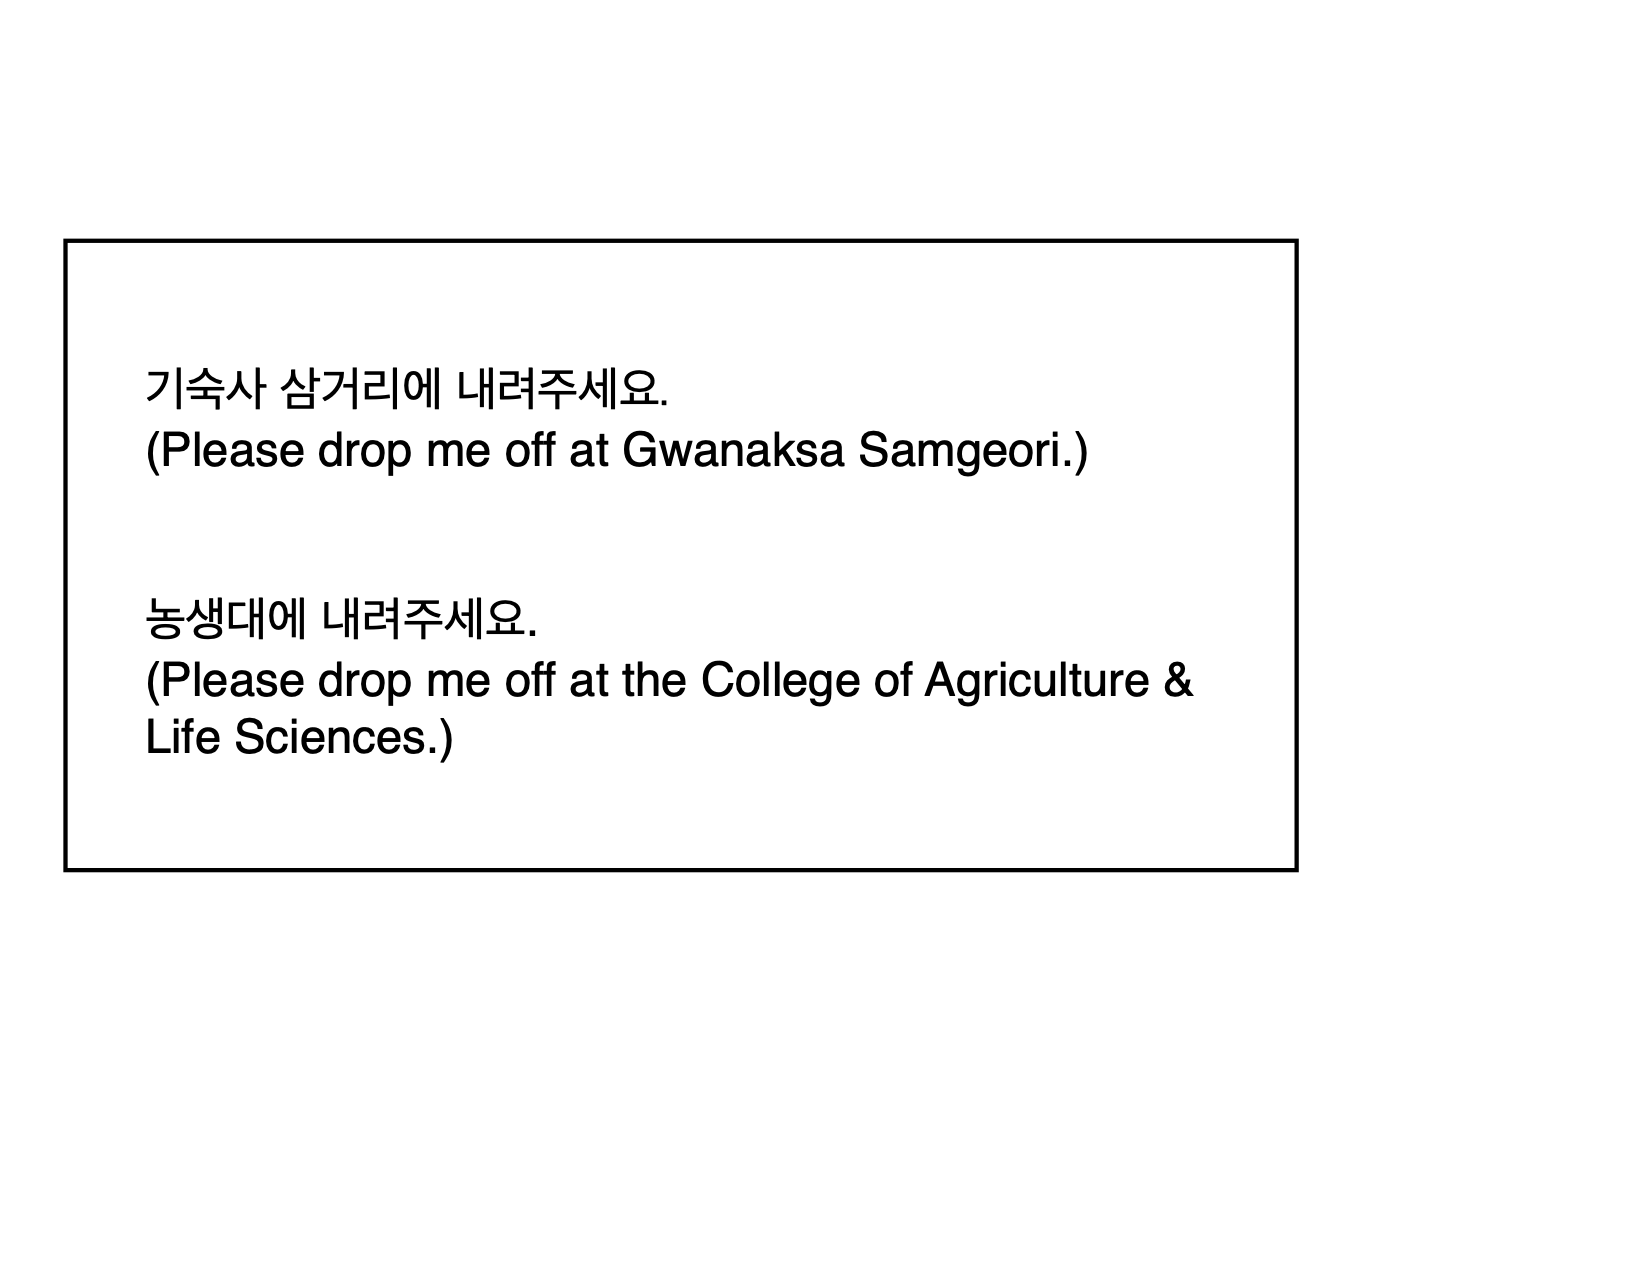 기숙사 삼거리에 내려주세요.
(Please drop me off at Gwanaksa Samgeori.)
농생대에 내려주세요.
(Please drop me off at the College of Agriculture &
Life Sciences.)